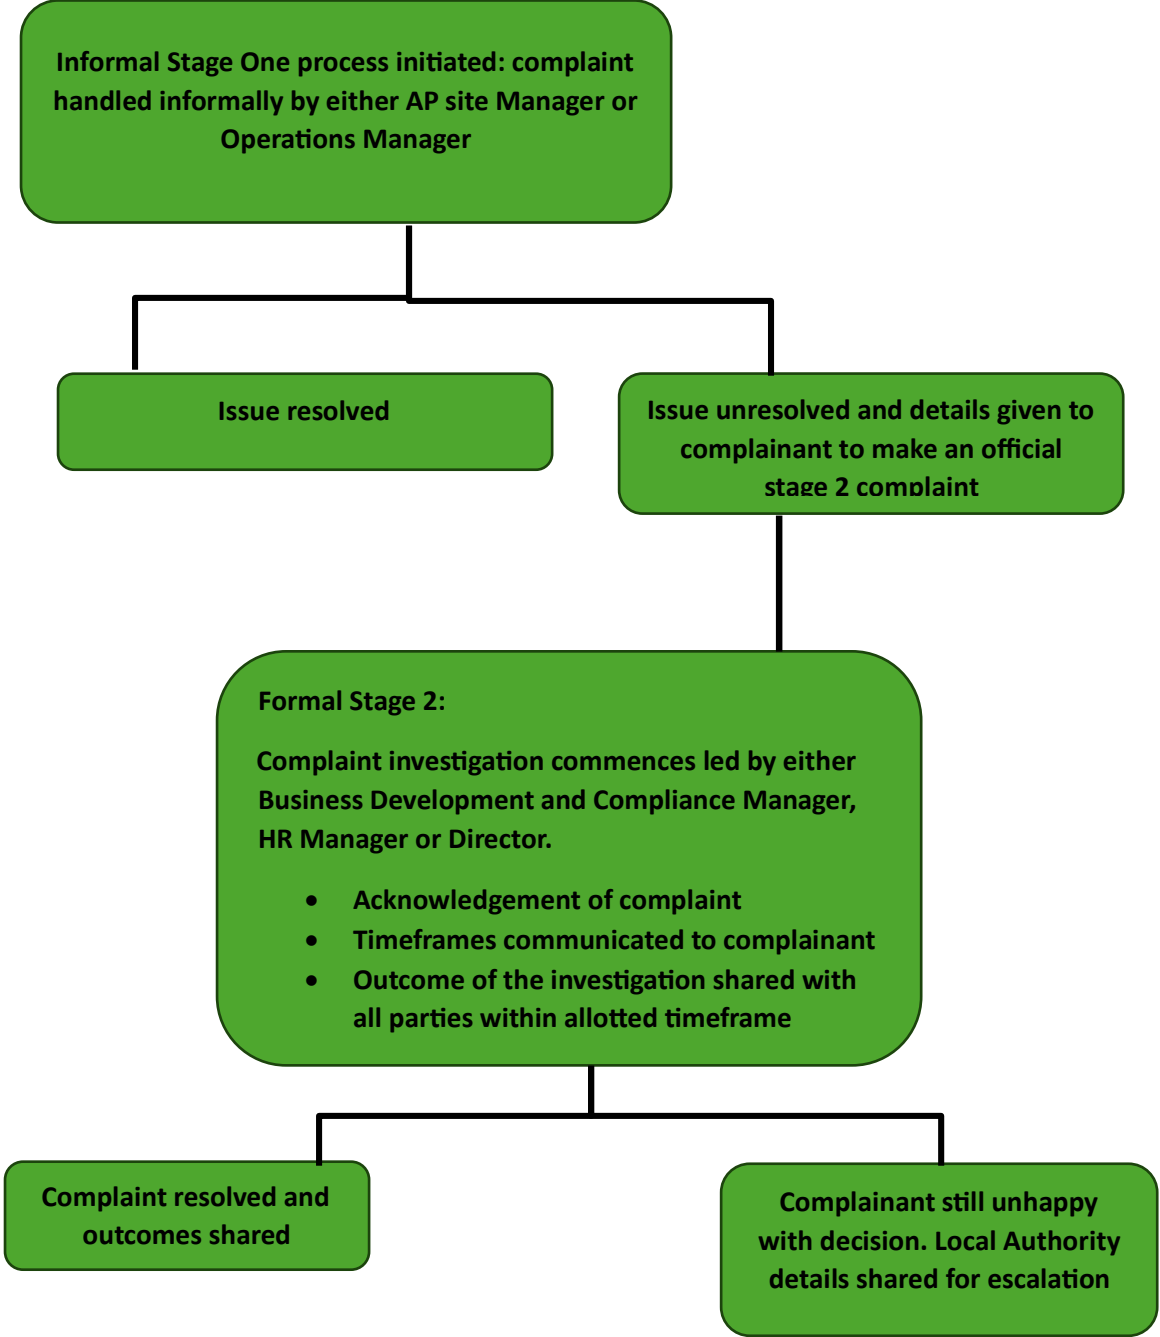 Informal Stage One process initiated: complaint
handled informally by either AP site Manager or
Operations Manager
Issue resolved
Issue unresolved and details given to
complainant to make an official
stage 2 complaint
Formal Stage 2:
Complaint investigation commences led by either
Business Development and Compliance Manager,
HR Manager or Director.
• Acknowledgement of complaint
• Timeframes communicated to complainant
• Outcome of the investigation shared with
all parties within allotted timeframe
Complaint resolved and
outcomes shared
Complainant still unhappy
with decision. Local Authority
details shared for escalation